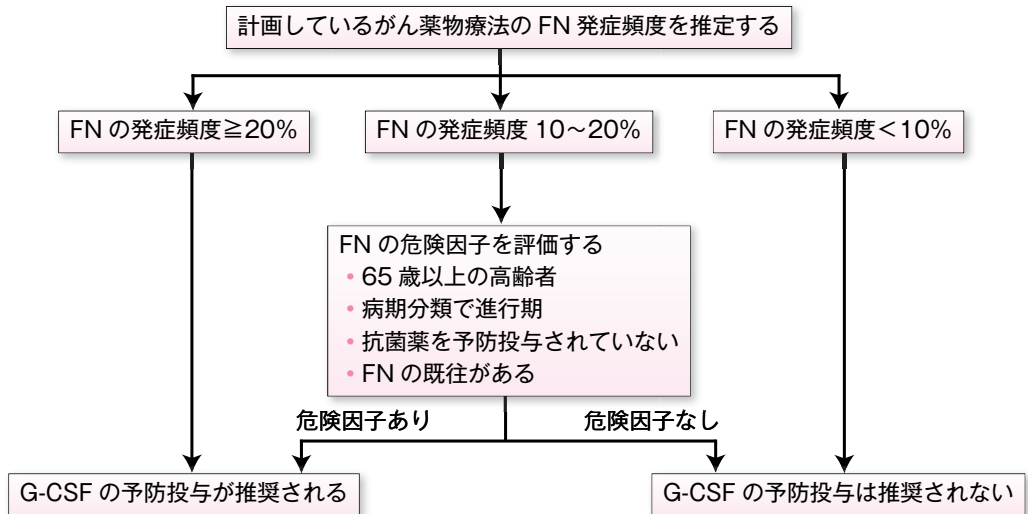 計画しているがん薬物療法の FN 発症頻度を推定する
FN の発症頻度≧20%
FN の発症頻度 10〜20%
FN の発症頻度＜10%
FN の危険因子を評価する
・65 歳以上の高齢者
・病期分類で進行期
・抗菌薬を予防投与されていない
・FN の既往がある
危険因子あり
危険因子なし
G-CSF の予防投与が推奨される
G-CSF の予防投与は推奨されない